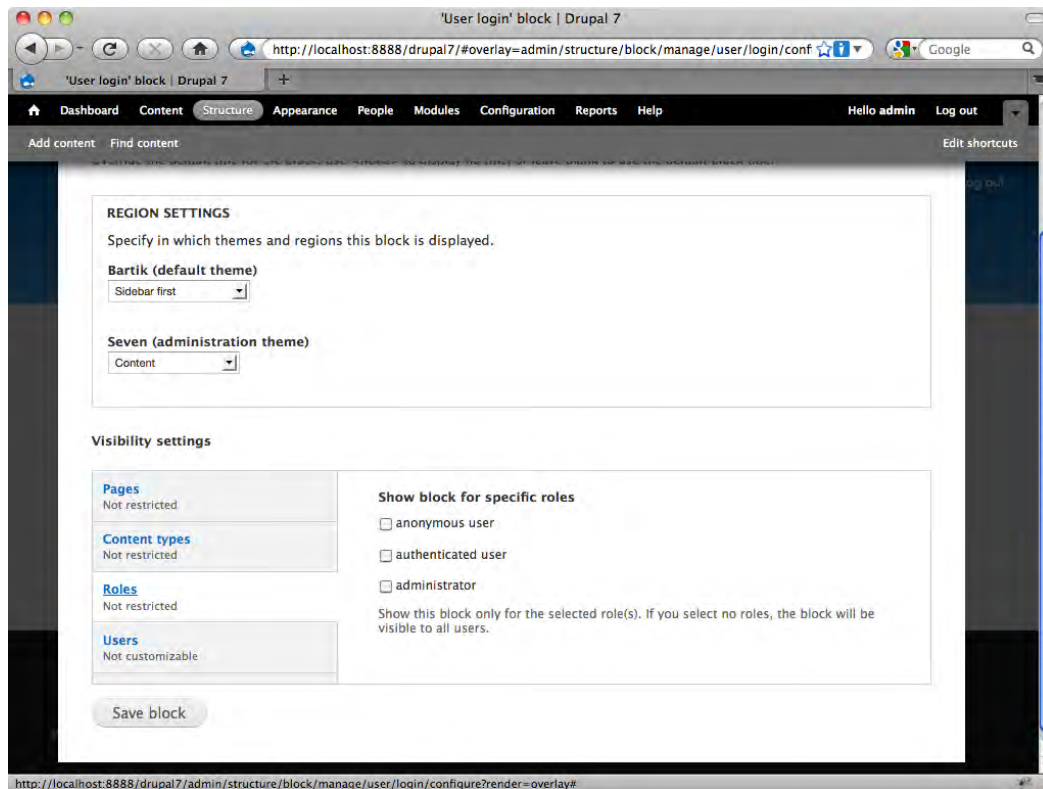 'User login' block | Drupal 7
http://localhost:8888/drupal7/#overlay=admin/structure/block/manage/user/login/conf
Google
'User login' block | Drupal 7
+
Dashboard Content Structure Appearance People Modules Configuration Reports Help Hello admin Log out
Add content Find content Edit shortcuts
REGION SETTINGS
Specify in which themes and regions this block is displayed.
Bartik (default theme)
Sidebar first
Seven (administration theme)
Content
Visibility settings
Pages
Not restricted
Content types
Not restricted
Roles
Not restricted
Users
Not customizable
Show block for specific roles
anonymous user
authenticated user
administrator
Show this block only for the selected role(s). If you select no roles, the block will be
visible to all users.
Save block
http://localhost:8888/drupal7/admin/structure/block/manage/user/login/configure?render=overlay#